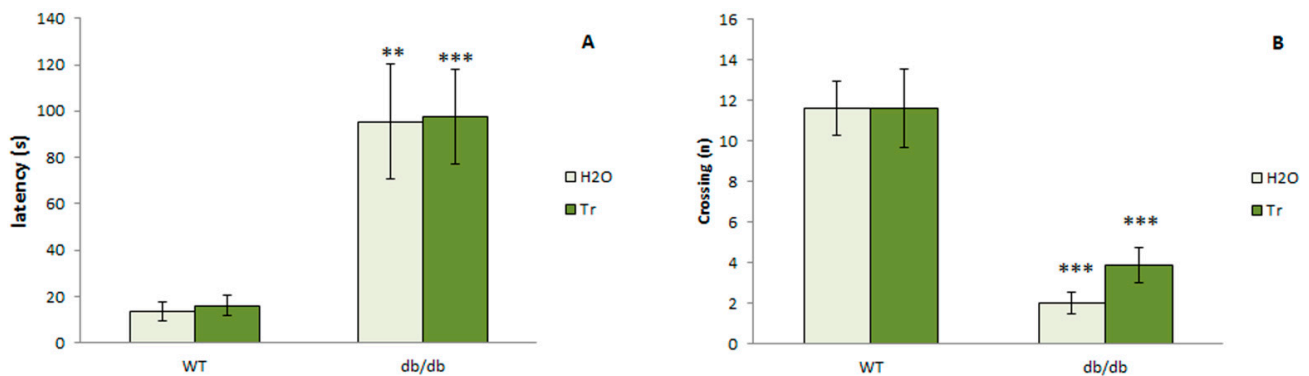 A
latency (s)
140
120
100
80
60
40
20
0
** ***
WT db/db
H2O
Tr
B
Crossing (n)
16
14
12
10
8
6
4
2
0
***
***
WT db/db
H2O
Tr